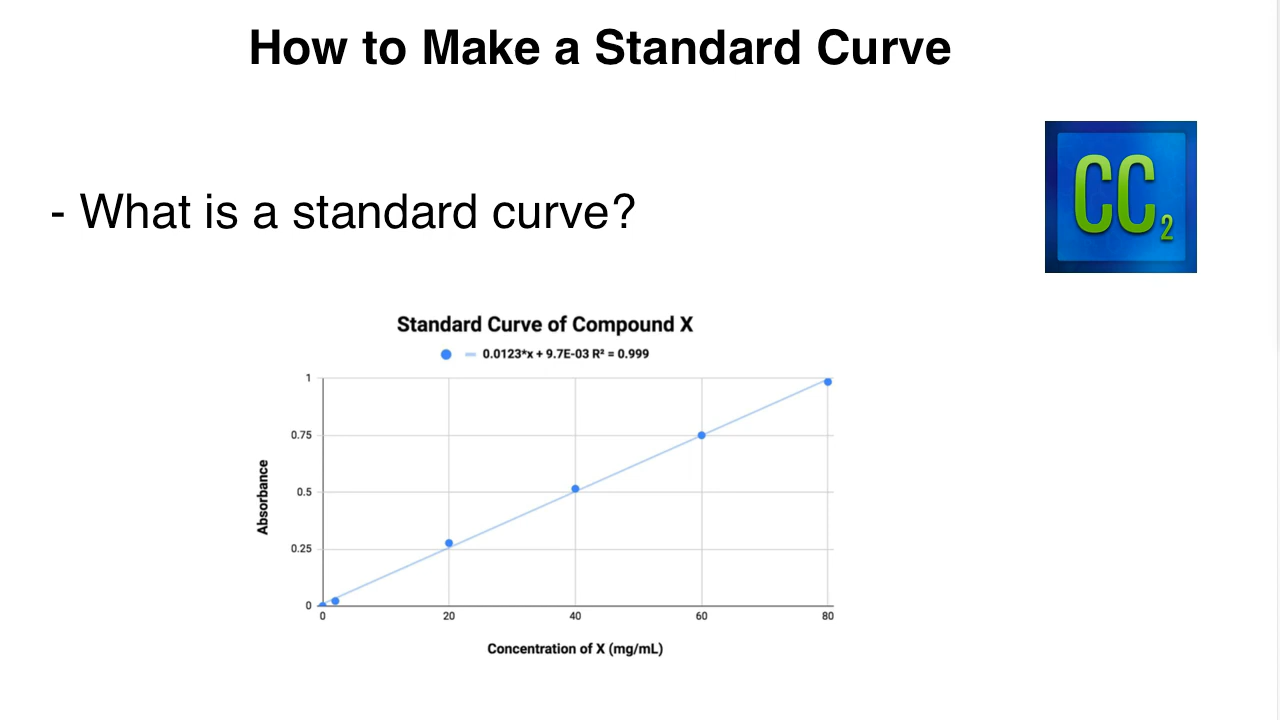 How to Make a Standard Curve
CC2
- What is a standard curve?
Standard Curve of Compound X
0.0123*x + 9.7E-03 R² = 0.999
1
0.75
0.5
0.25
0
Absorbance
0 20 40 60 80
Concentration of X (mg/mL)